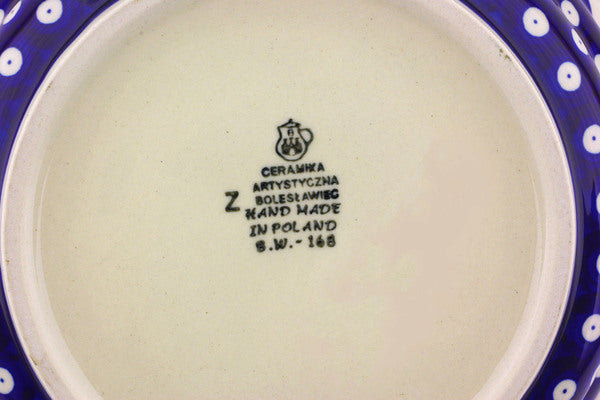 CERAMIKA
ARTYSTYCZNA
BOLESŁAWIEC
Z HAND MADE
IN POLAND
B.W.-168